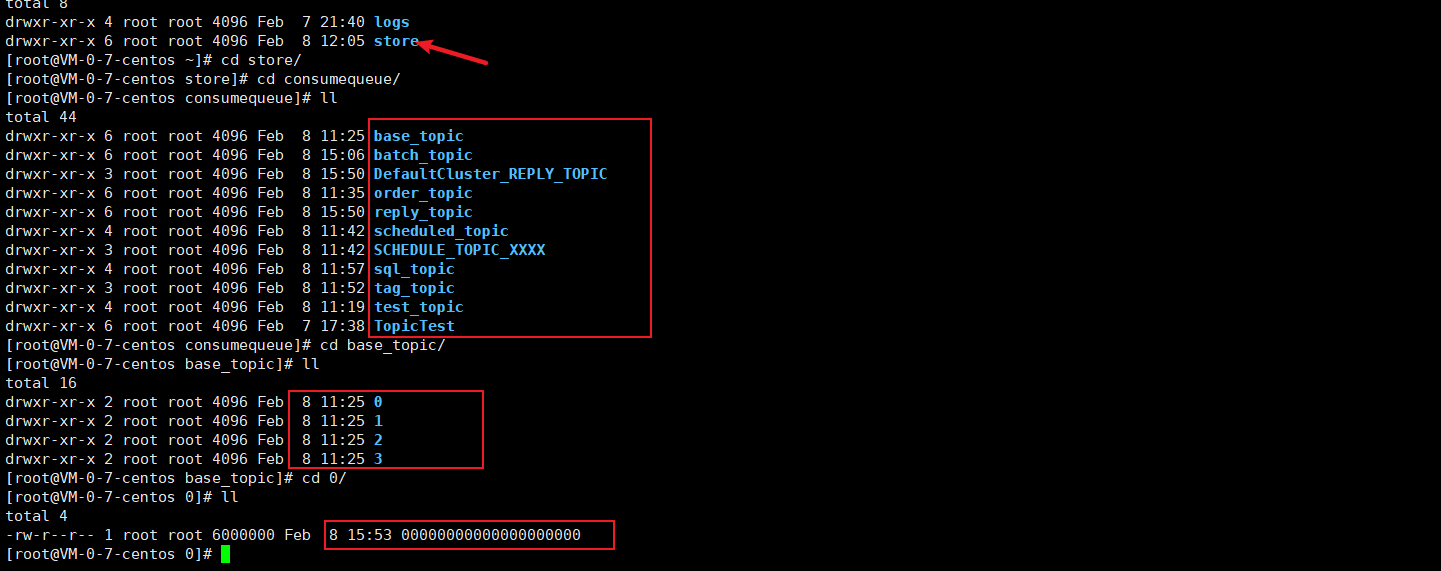 total 8
drwxr-xr-x 4 root root 4096 Feb  7 21:40 logs
drwxr-xr-x 6 root root 4096 Feb  8 12:05 store
[root@VM-0-7-centos ~]# cd store/
[root@VM-0-7-centos store]# cd consumequeue/
[root@VM-0-7-centos consumequeue]# ll
total 44
drwxr-xr-x 6 root root 4096 Feb  8 11:25 base_topic
drwxr-xr-x 6 root root 4096 Feb  8 15:06 batch_topic
drwxr-xr-x 3 root root 4096 Feb  8 15:50 DefaultCluster_REPLY_TOPIC
drwxr-xr-x 6 root root 4096 Feb  8 11:35 order_topic
drwxr-xr-x 6 root root 4096 Feb  8 15:50 reply_topic
drwxr-xr-x 4 root root 4096 Feb  8 11:42 scheduled_topic
drwxr-xr-x 3 root root 4096 Feb  8 11:42 SCHEDULE_TOPIC_XXXX
drwxr-xr-x 4 root root 4096 Feb  8 11:57 sql_topic
drwxr-xr-x 3 root root 4096 Feb  8 11:52 tag_topic
drwxr-xr-x 4 root root 4096 Feb  8 11:19 test_topic
drwxr-xr-x 6 root root 4096 Feb  7 17:38 TopicTest
[root@VM-0-7-centos consumequeue]# cd base_topic/
[root@VM-0-7-centos base_topic]# ll
total 16
drwxr-xr-x 2 root root 4096 Feb  8 11:25 0
drwxr-xr-x 2 root root 4096 Feb  8 11:25 1
drwxr-xr-x 2 root root 4096 Feb  8 11:25 2
drwxr-xr-x 2 root root 4096 Feb  8 11:25 3
[root@VM-0-7-centos base_topic]# cd 0/
[root@VM-0-7-centos 0]# ll
total 4
-rw-r--r-- 1 root root 6000000 Feb  8 15:53 00000000000000000000
[root@VM-0-7-centos 0]#